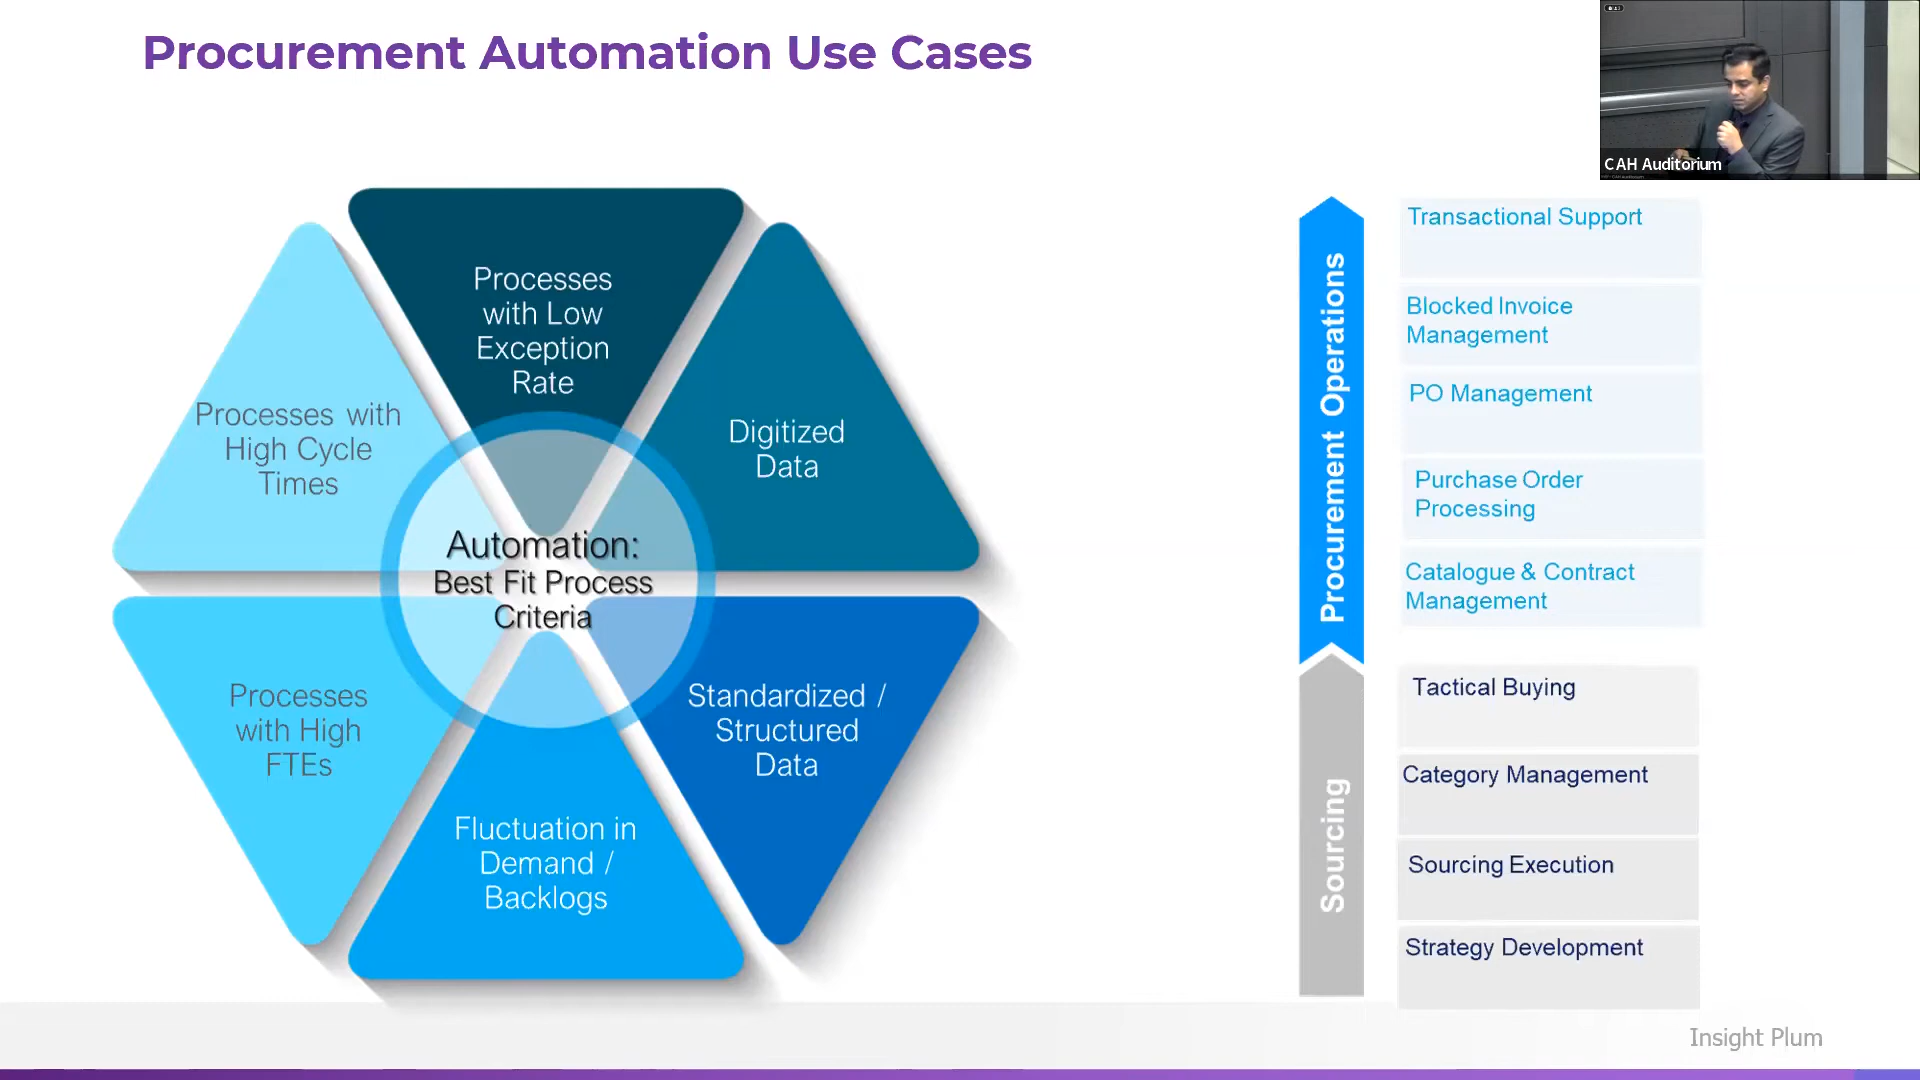 Procurement Automation Use Cases
CAH Auditorium
Processes
with Low
Exception
Rate
Digitized
Data
Processes with
High Cycle
Times
Automation:
Best Fit Process
Criteria
Processes
with High
FTEs
Standardized /
Structured
Data
Fluctuation in
Demand /
Backlogs
Procurement Operations
Transactional Support
Blocked Invoice
Management
PO Management
Purchase Order
Processing
Catalogue & Contract
Management
Sourcing
Tactical Buying
Category Management
Sourcing Execution
Strategy Development
Insight Plum